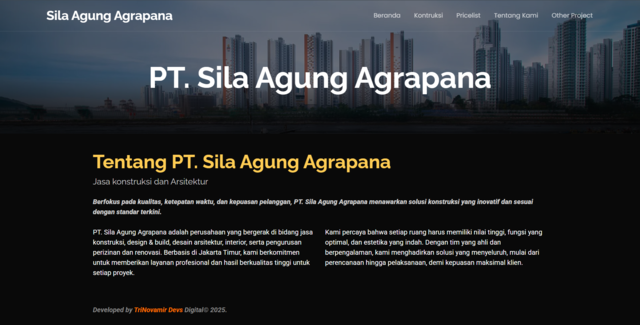 Sila Agung Agrapana
Beranda Kontruksi Pricelist Tentang Kami Other Project
PT. Sila Agung Agrapana
Tentang PT. Sila Agung Agrapana
Jasa konstruksi dan Arsitektur
Berfokus pada kualitas, ketepatan waktu, dan kepuasan pelanggan, PT. Sila Agung Agrapana menawarkan solusi konstruksi yang inovatif dan sesuai
dengan standar terkini.
PT. Sila Agung Agrapana adalah perusahaan yang bergerak di bidang jasa
konstruksi, design & build, desain arsitektur, interior, serta pengurusan
perizinan dan renovasi. Berbasis di Jakarta Timur, kami berkomitmen
untuk memberikan layanan profesional dan hasil berkualitas tinggi untuk
setiap proyek.
Kami percaya bahwa setiap ruang harus memiliki nilai tinggi, fungsi yang
optimal, dan estetika yang indah. Dengan tim yang ahli dan
berpengalaman, kami menghadirkan solusi yang menyeluruh, mulai dari
perencanaan hingga pelaksanaan, demi kepuasan maksimal klien.
Developed by TriNovamir Devs Digital© 2025.